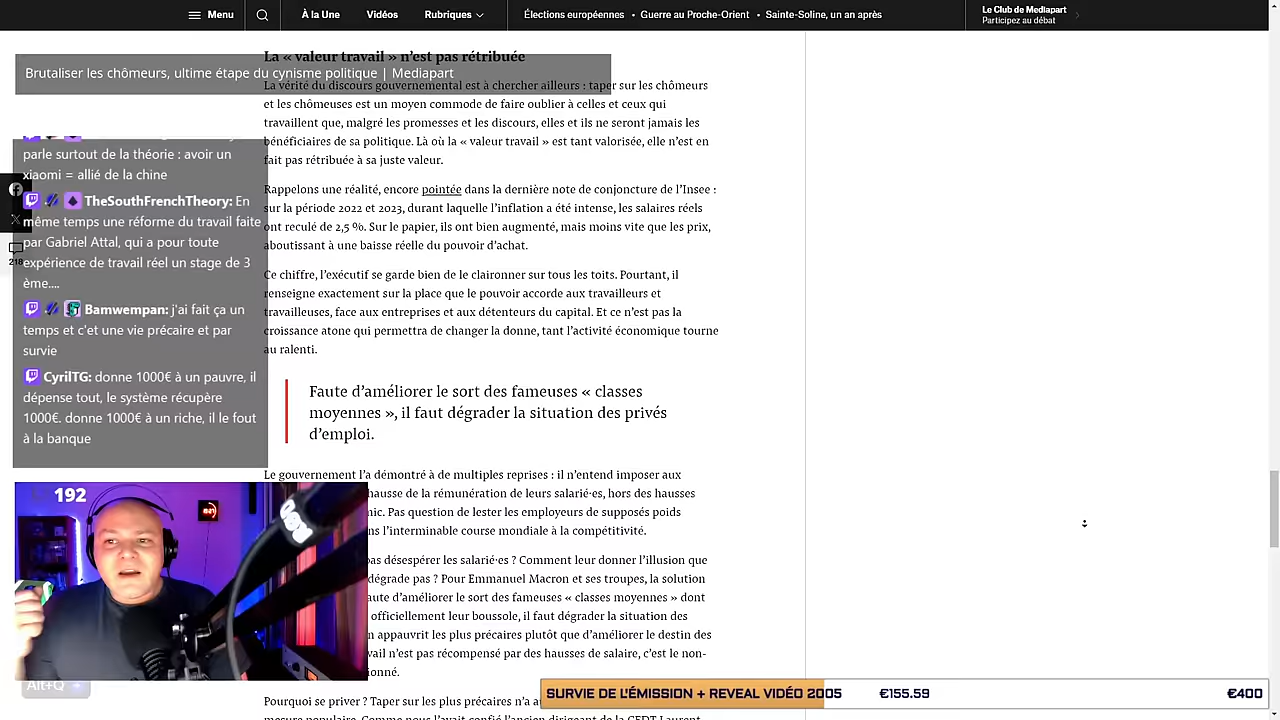 Menu
À la Une
Vidéos
Rubriques
Élections européennes • Guerre au Proche-Orient • Sainte-Soline, un an après
Le Club de Mediapart
Participez au débat
La « valeur travail » n’est pas rétribuée
Brutaliser les chômeurs, ultime étape du cynisme politique | Mediapart
La vérité du discours gouvernemental est à chercher ailleurs : taper sur les chômeurs
et les chômeuses est un moyen commode de faire oublier à celles et ceux qui
travaillent que, malgré les promesses et les discours, elles et ils ne seront jamais les
bénéficiaires de sa politique. Là où la « valeur travail » est tant valorisée, elle n’est en
fait pas rétribuée à sa juste valeur.
Rappelons une réalité, encore pointée dans la dernière note de conjoncture de l’Insee :
sur la période 2022 et 2023, durant laquelle l’inflation a été intense, les salaires réels
ont reculé de 2,5 %. Sur le papier, ils ont bien augmenté, mais moins vite que les prix,
aboutissant à une baisse réelle du pouvoir d’achat.
Ce chiffre, l’exécutif se garde bien de le claironner sur tous les toits. Pourtant, il
renseigne exactement sur la place que le pouvoir accorde aux travailleurs et
travailleuses, face aux entreprises et aux détenteurs du capital. Et ce n’est pas la
croissance atone qui permettra de changer la donne, tant l’activité économique tourne
au ralenti.
Faute d’améliorer le sort des fameuses « classes
moyennes », il faut dégrader la situation des privés
d’emploi.
Le gouvernement l’a démontré à de multiples reprises : il n’entend imposer aux
hausse de la rémunération de leurs salarié·es, hors des hausses
mic. Pas question de lester les employeurs de supposés poids
ns l’interminable course mondiale à la compétitivité.
pas désespérer les salarié·es ? Comment leur donner l’illusion que
dégrade pas ? Pour Emmanuel Macron et ses troupes, la solution
aute d’améliorer le sort des fameuses « classes moyennes » dont
officiellement leur boussole, il faut dégrader la situation des
n appauvrit les plus précaires plutôt que d’améliorer le destin des
vail n’est pas récompensé par des hausses de salaire, c’est le non-
ionné.
Pourquoi se priver ? Taper sur les plus précaires n’a a
mesure populaire. Comme nous l’avait confié l’ancien dirigeant de la CFDT Laurent
parle surtout de la théorie : avoir un
xiaomi = allié de la chine
TheSouthFrenchTheory: En
même temps une réforme du travail faite
par Gabriel Attal, qui a pour toute
expérience de travail réel un stage de 3
ème....
Bamwempan: j'ai fait ça un
temps et c'et une vie précaire et par
survie
CyrilTG: donne 1000€ à un pauvre, il
dépense tout, le système récupère
1000€. donne 1000€ à un riche, il le fout
à la banque
218
192
Alt+Q
SURVIE DE L'ÉMISSION + REVEAL VIDÉO 2005
€155.59
€400